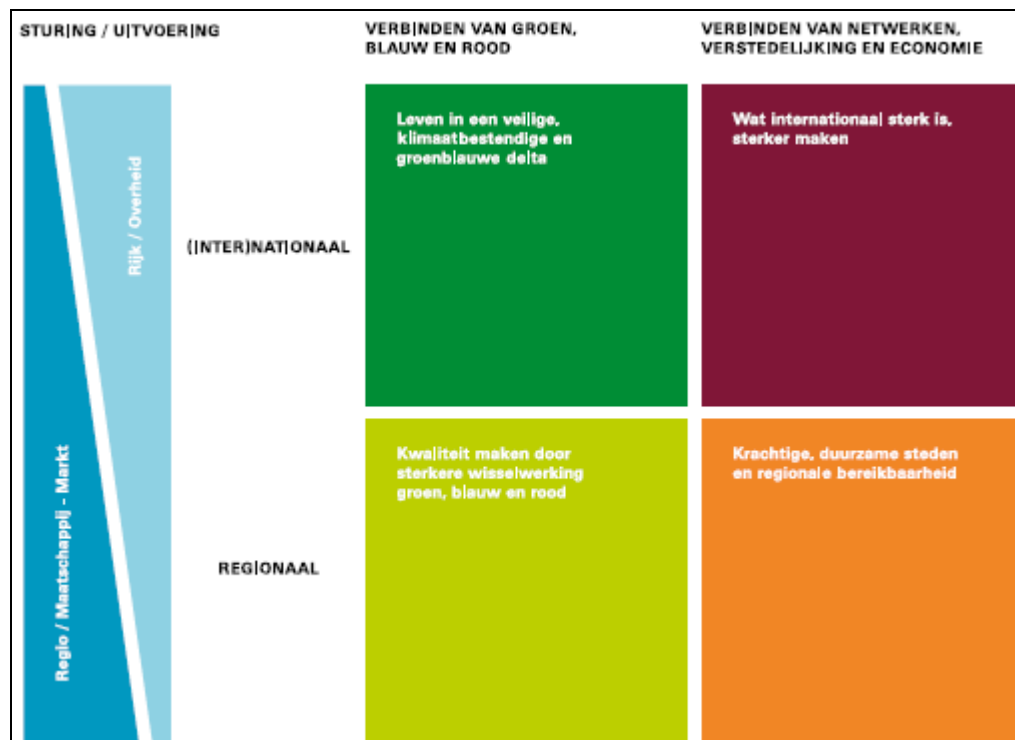 STURING / UITVOERING
VERBINDEN VAN GROEN,
BLAUW EN ROOD
VERBINDEN VAN NETWERKEN,
VERSTEDELIJKING EN ECONOMIE
Rijk / Overheid
Regio / Maatschappij - Markt
(INTER)NATIONAAL
Leven in een veilige,
klimaatbestendige en
groenblauwe delta
Wat internationaal sterk is,
sterker maken
REGIONAAL
Kwaliteit maken door
sterkere wisselwerking
groen, blauw en rood
Krachtige, duurzame steden
en regionale bereikbaarheid